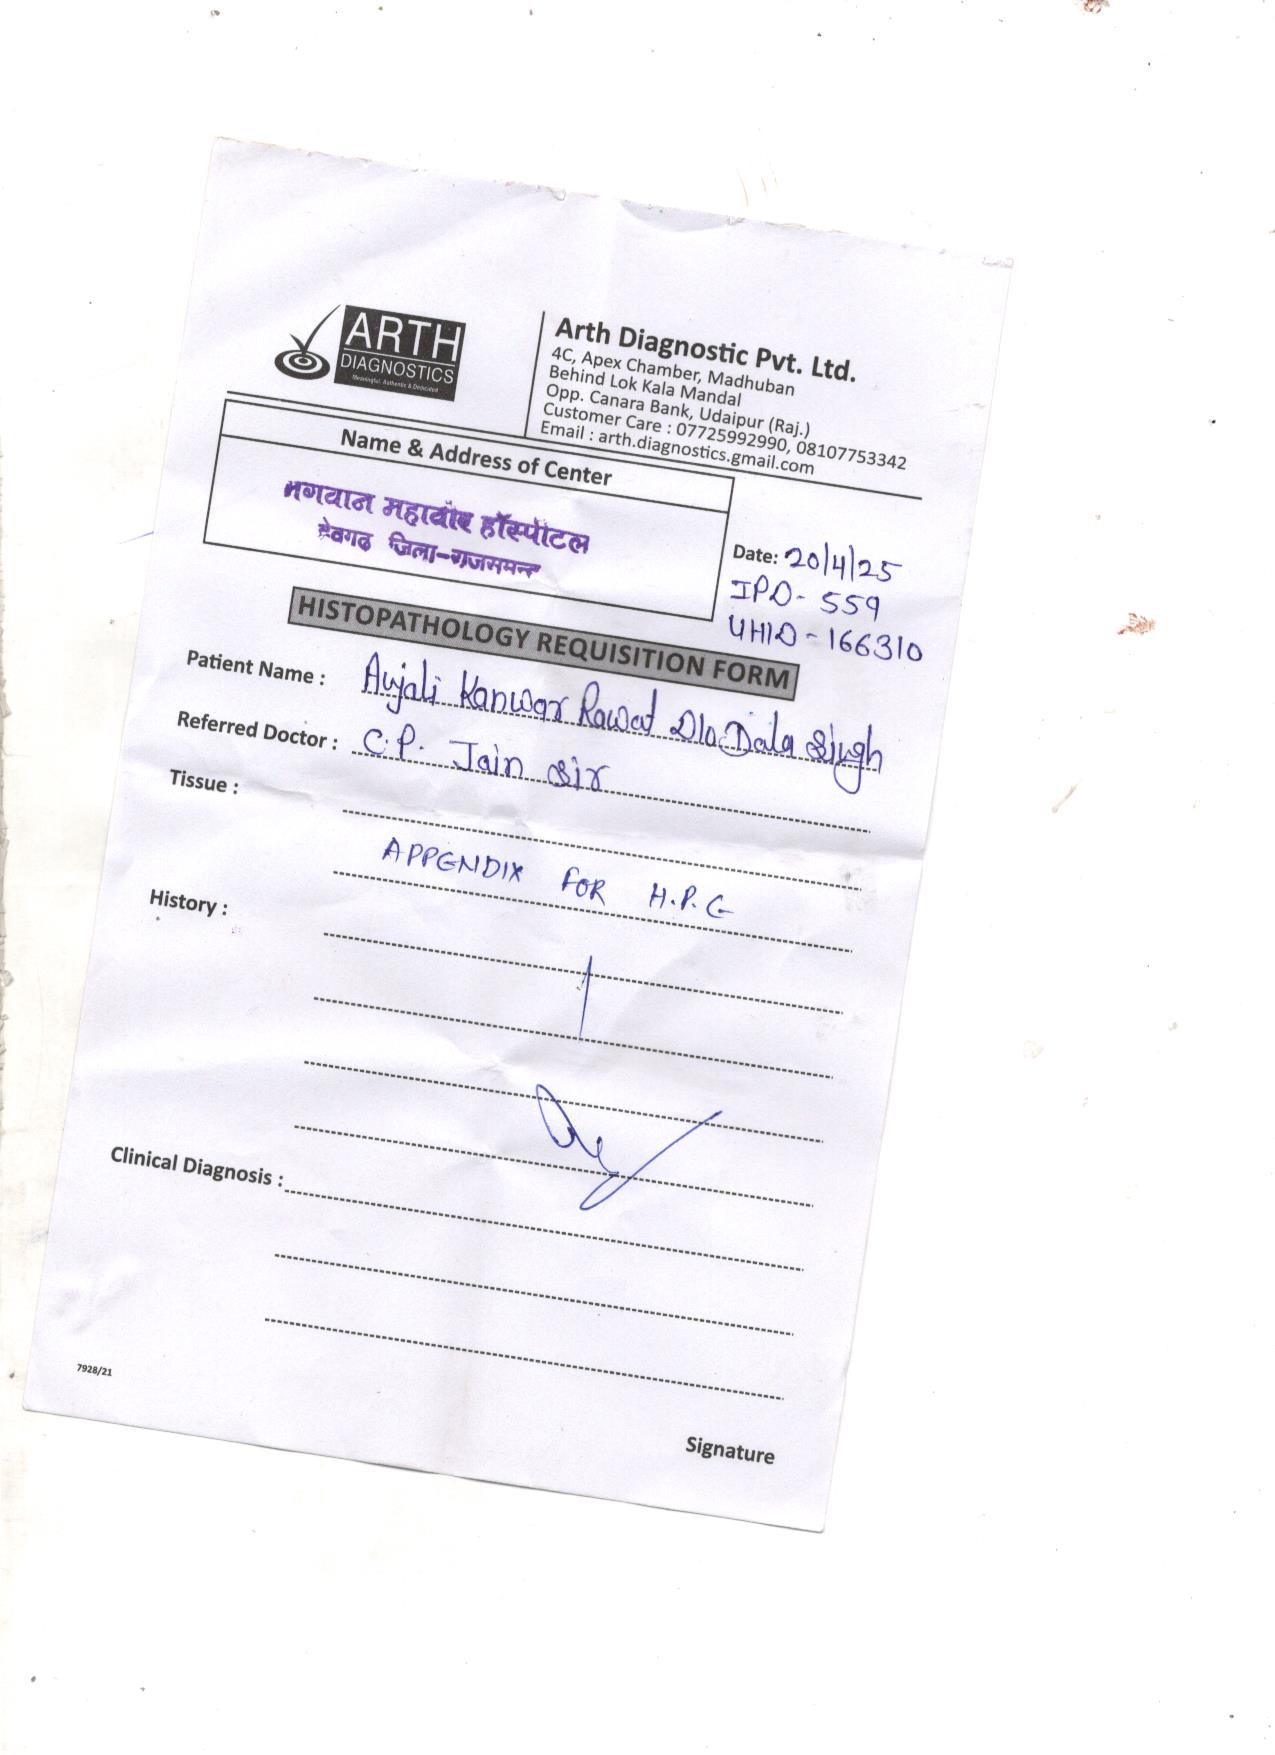 ARTH
DIAGNOSTICS
Meaningful, Authentic & Dedicated
Arth Diagnostic Pvt. Ltd.
4C, Apex Chamber, Madhuban
Behind Lok Kala Mandal
Opp. Canara Bank, Udaipur (Raj.)
Customer Care : 07725992990, 08107753342
Email : arth.diagnostics.gmail.com
Name & Address of Center
भगवान महावीर हॉस्पीटल
देवगढ जिला-राजसमन्द
Date: 20/4/25
IPD- 559
UHID - 166310
HISTOPATHOLOGY REQUISITION FORM
Patient Name : Anjali Kanwar Rawat D/o Dala Singh
Referred Doctor : C.P. Jain Sir
Tissue :
APPENDIX FOR H.P.E
History :
Clinical Diagnosis :
7928/21
Signature